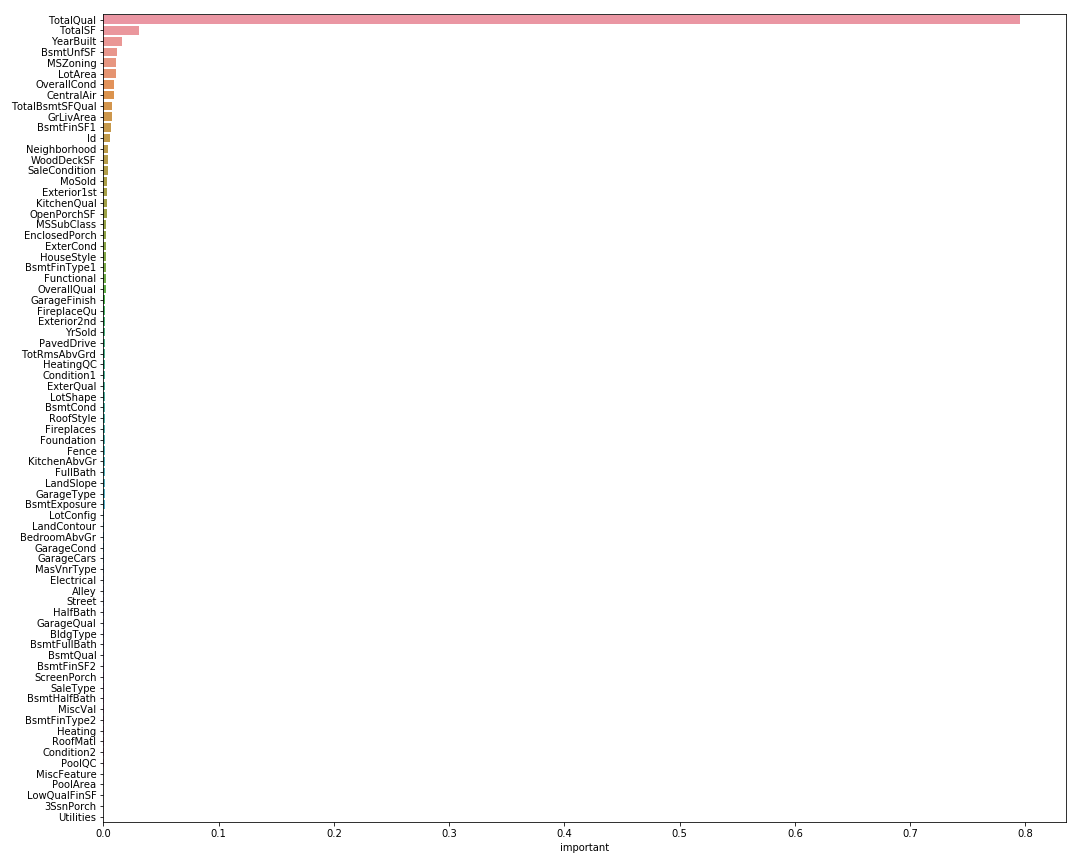 TotalQual
TotalSF
YearBuilt
BsmtUnfSF
MSZoning
LotArea
OverallCond
CentralAir
TotalBsmtSFQual
GrLivArea
BsmtFinSF1
Id
Neighborhood
WoodDeckSF
SaleCondition
MoSold
Exterior1st
KitchenQual
OpenPorchSF
MSSubClass
EnclosedPorch
ExterCond
HouseStyle
BsmtFinType1
Functional
OverallQual
GarageFinish
FireplaceQu
Exterior2nd
YrSold
PavedDrive
TotRmsAbvGrd
HeatingQC
Condition1
ExterQual
LotShape
BsmtCond
RoofStyle
Fireplaces
Foundation
Fence
KitchenAbvGr
FullBath
LandSlope
GarageType
BsmtExposure
LotConfig
LandContour
BedroomAbvGr
GarageCond
GarageCars
MasVnrType
Electrical
Alley
Street
HalfBath
GarageQual
BldgType
BsmtFullBath
BsmtQual
BsmtFinSF2
ScreenPorch
SaleType
BsmtHalfBath
MiscVal
BsmtFinType2
Heating
RoofMatl
Condition2
PoolQC
MiscFeature
PoolArea
LowQualFinSF
3SsnPorch
Utilities
0.0 0.1 0.2 0.3 0.4 0.5 0.6 0.7 0.8
important